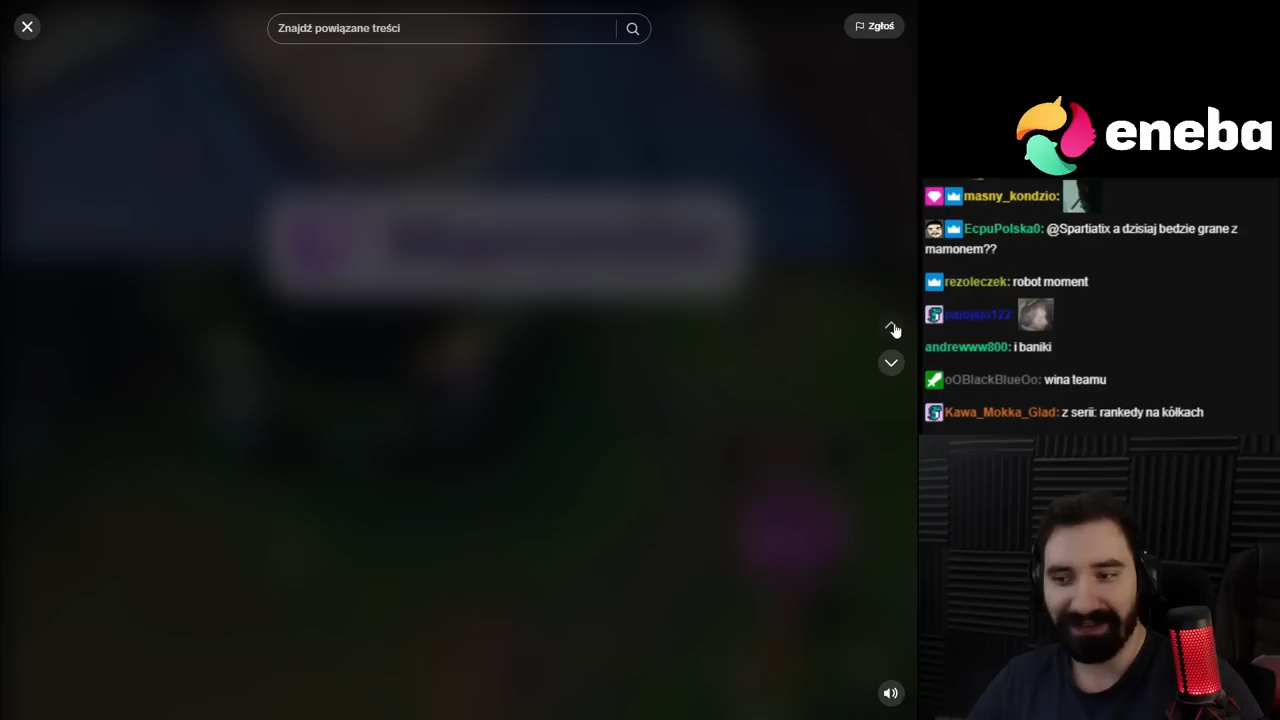 Znajdź powiązane treści
Zgłoś
eneba
masny_kondzio:
EcpuPolska0: @Spartiatix a dzisiaj bedzie grane z
mamonem??
rezoleczek: robot moment
pajojajo122:
andrewww800: i baniki
oOBlackBlueOo: wina teamu
Kawa_Mokka_Glad: z serii: rankedy na kółkach